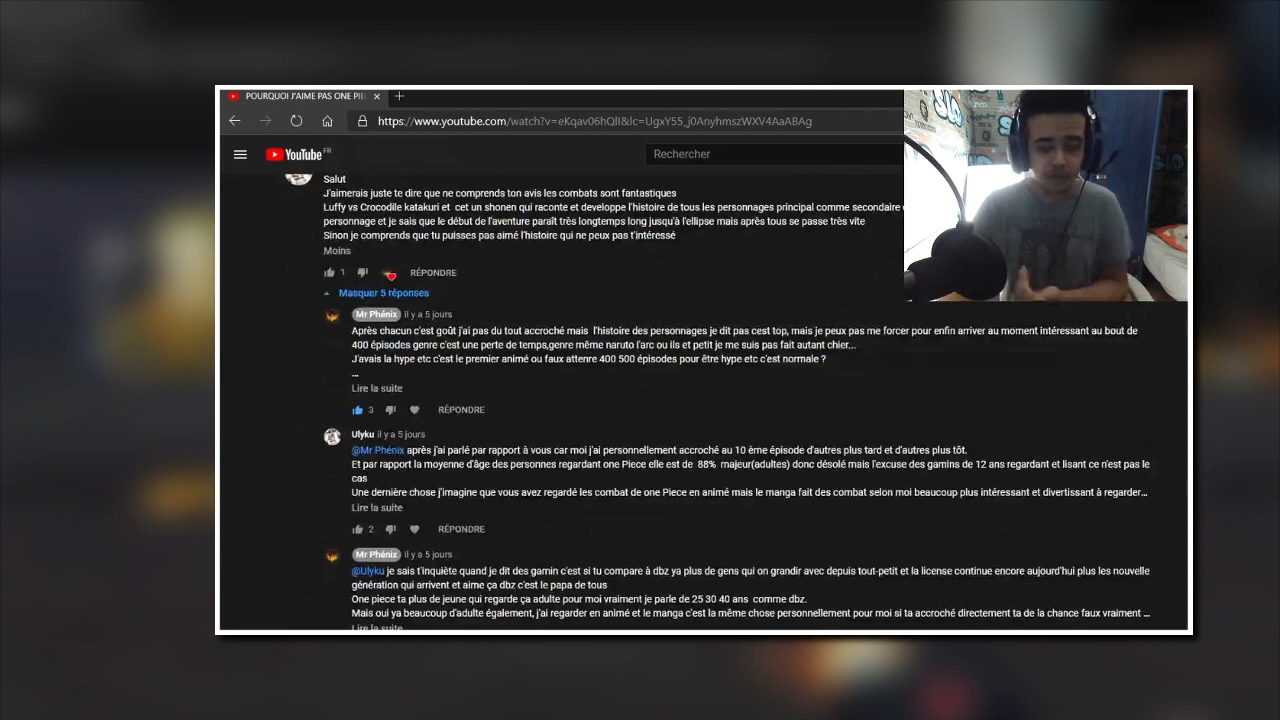 POURQUOI J'AIME PAS ONE PIE
https://www.youtube.com/watch?v=eKqav06hQlI&lc=UgxY55_j0AnyhmszWXV4AaABAg
YouTube FR
Rechercher
Salut
J'aimerais juste te dire que ne comprends ton avis les combats sont fantastiques
Luffy vs Crocodile katakuri et cet un shonen qui raconte et developpe l'histoire de tous les personnages principal comme secondaire
personnage et je sais que le début de l'aventure paraît très longtemps long jusqu'à l'ellipse mais après tous se passe très vite
Sinon je comprends que tu puisses pas aimé l'histoire qui ne peux pas t'intéressé
Moins
1 RÉPONDRE
Masquer 5 réponses
Mr Phénix il y a 5 jours
Après chacun c'est goût j'ai pas du tout accroché mais l'histoire des personnages je dit pas cest top, mais je peux pas me forcer pour enfin arriver au moment intéressant au bout de
400 épisodes genre c'est une perte de temps,genre même naruto l'arc ou ils et petit je me suis pas fait autant chier...
J'avais la hype etc c'est le premier animé ou faux attenre 400 500 épisodes pour être hype etc c'est normale ?
...
Lire la suite
3 RÉPONDRE
Ulyku il y a 5 jours
@Mr Phénix après j'ai parlé par rapport à vous car moi j'ai personnellement accroché au 10 ème épisode d'autres plus tard et d'autres plus tôt.
Et par rapport la moyenne d'âge des personnes regardant one Piece elle est de 88% majeur(adultes) donc désolé mais l'excuse des gamins de 12 ans regardant et lisant ce n'est pas le
cas
Une dernière chose j'imagine que vous avez regardé les combat de one Piece en animé mais le manga fait des combat selon moi beaucoup plus intéressant et divertissant à regarder...
Lire la suite
2 RÉPONDRE
Mr Phénix il y a 5 jours
@Ulyku je sais t'inquiète quand je dit des gamin c'est si tu compare à dbz ya plus de gens qui on grandir avec depuis tout-petit et la license continue encore aujourd'hui plus les nouvelle
génération qui arrivent et aime ça dbz c'est le papa de tous
One piece ta plus de jeune qui regarde ça adulte pour moi vraiment je parle de 25 30 40 ans comme dbz.
Mais oui ya beaucoup d'adulte également, j'ai regarder en animé et le manga c'est la même chose personnellement pour moi si ta accroché directement ta de la chance faux vraiment ...
Lire la suite